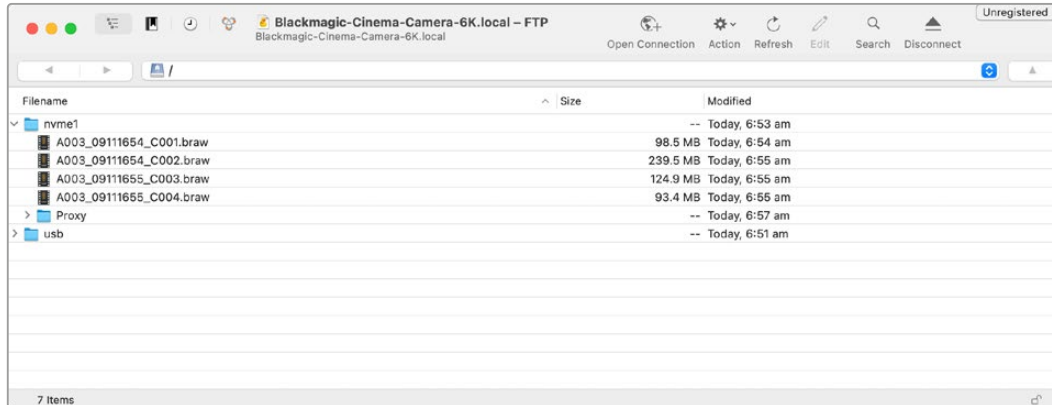 Unregistered
Blackmagic-Cinema-Camera-6K.local – FTP
Blackmagic-Cinema-Camera-6K.local
Open Connection Action Refresh Edit Search Disconnect
/
Filename Size Modified
nvme1 -- Today, 6:53 am
A003_09111654_C001.braw 98.5 MB Today, 6:54 am
A003_09111654_C002.braw 239.5 MB Today, 6:55 am
A003_09111655_C003.braw 124.9 MB Today, 6:55 am
A003_09111655_C004.braw 93.4 MB Today, 6:55 am
Proxy -- Today, 6:57 am
usb -- Today, 6:51 am
7 Items